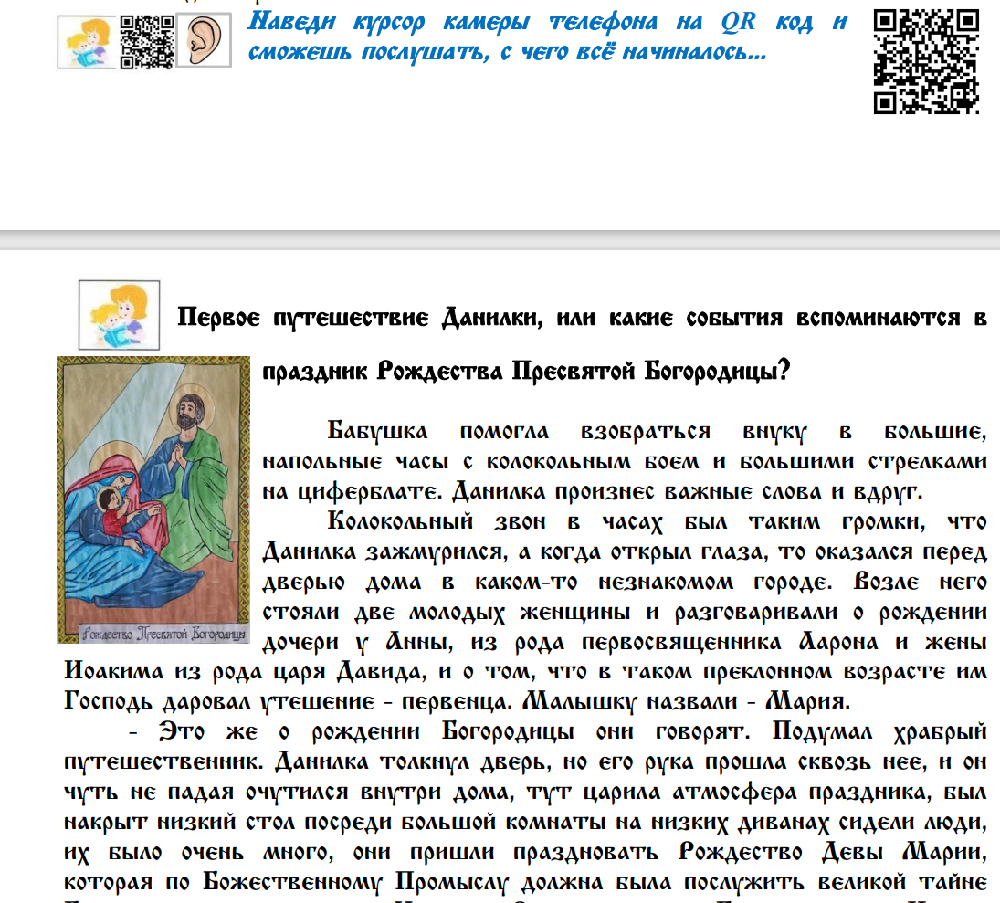 Наведи курсор камеры телефона на QR код и
сможешь послушать, с чего всё начиналось...
Первое путешествие Данилки, или какие события вспоминаются в
праздник Рождества Пресвятой Богородицы?
Бабушка помогла взобраться внуку в большие,
напольные часы с колокольным боем и большими стрелками
на циферблате. Данилка произнес важные слова и вдруг.
Колокольный звон в часах был таким громки, что
Данилка зажмурился, а когда открыл глаза, то оказался перед
дверью дома в каком-то незнакомом городе. Возле него
стояли две молодых женщины и разговаривали о рождении
дочери у Анны, из рода первосвященника Аарона и жены
Иоакима из рода царя Давида, и о том, что в таком преклонном возрасте им
Господь даровал утешение - первенца. Малышку назвали - Мария.
Рождество Пресвятой Богородицы
- Это же о рождении Богородицы они говорят. Подумал храбрый
путешественник. Данилка толкнул дверь, но его рука прошла сквозь нее, и он
чуть не падая очутился внутри дома, тут царила атмосфера праздника, был
накрыт низкий стол посреди большой комнаты на низких диванах сидели люди,
их было очень много, они пришли праздновать Рождество Девы Марии,
которая по Божественному Промыслу должна была послужить великой тайне